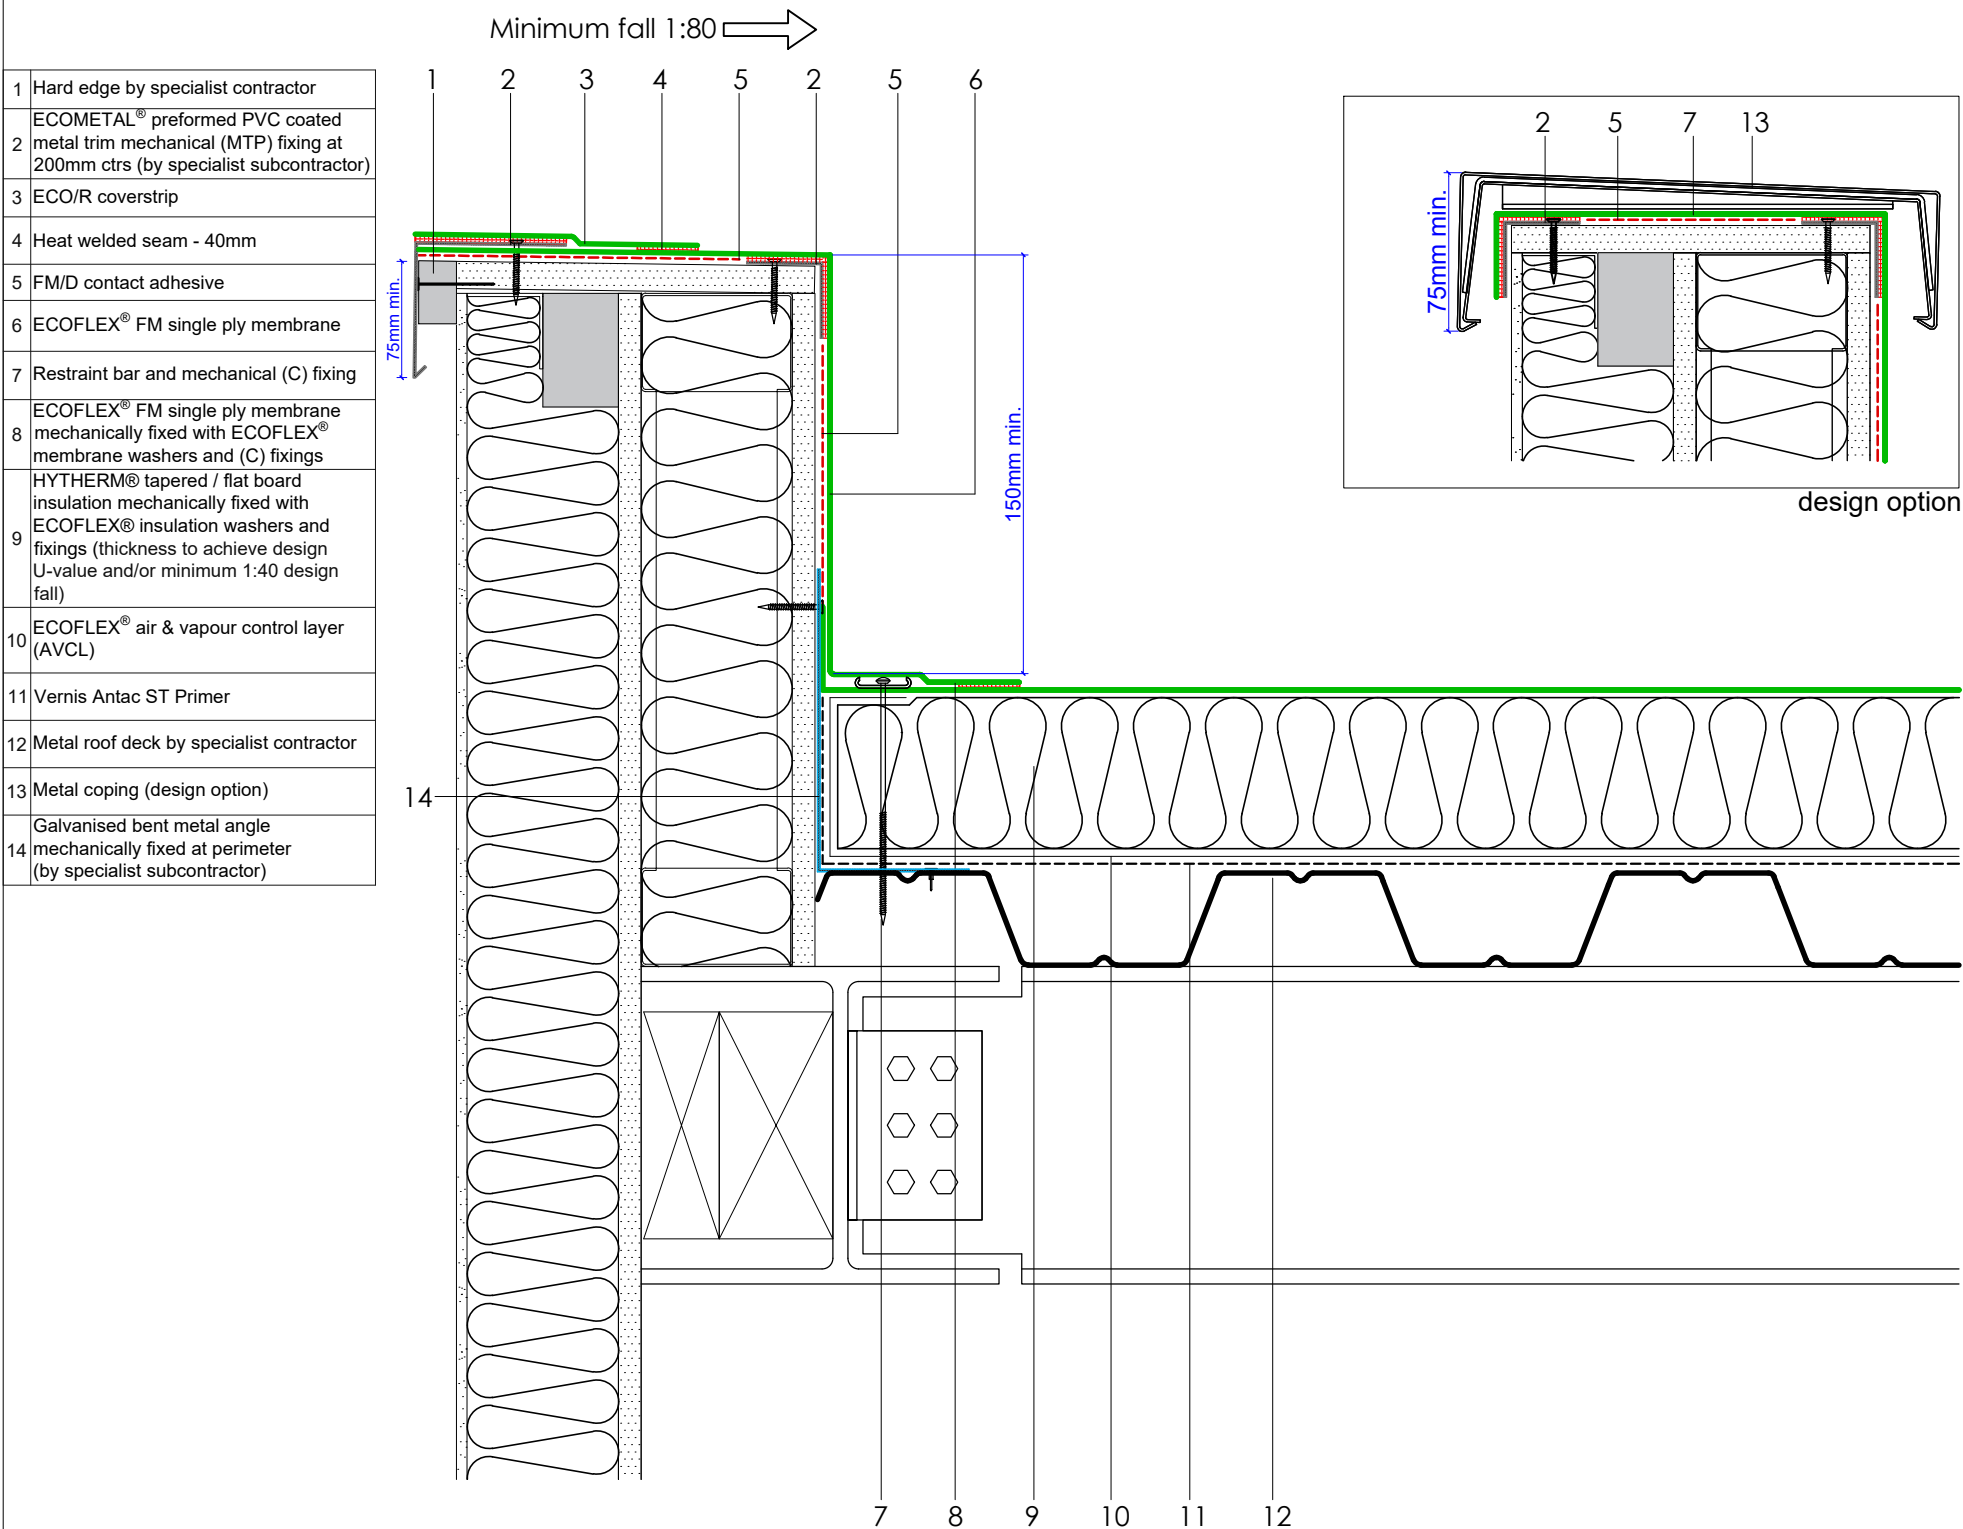 Minimum fall 1:80
1 Hard edge by specialist contractor
2 ECOMETAL® preformed PVC coated
metal trim mechanical (MTP) fixing at
200mm ctrs (by specialist subcontractor)
3 ECO/R coverstrip
4 Heat welded seam - 40mm
5 FM/D contact adhesive
6 ECOFLEX® FM single ply membrane
7 Restraint bar and mechanical (C) fixing
8 ECOFLEX® FM single ply membrane
mechanically fixed with ECOFLEX®
membrane washers and (C) fixings
9 HYTHERM® tapered / flat board
insulation mechanically fixed with
ECOFLEX® insulation washers and
fixings (thickness to achieve design
U-value and/or minimum 1:40 design
fall)
10 ECOFLEX® air & vapour control layer
(AVCL)
11 Vernis Antac ST Primer
12 Metal roof deck by specialist contractor
13 Metal coping (design option)
14 Galvanised bent metal angle
mechanically fixed at perimeter
(by specialist subcontractor)
1 2 3 4 5 2 5 6
75mm min.
150mm min.
14
7 8 9 10 11 12
2 5 7 13
75mm min.
design option